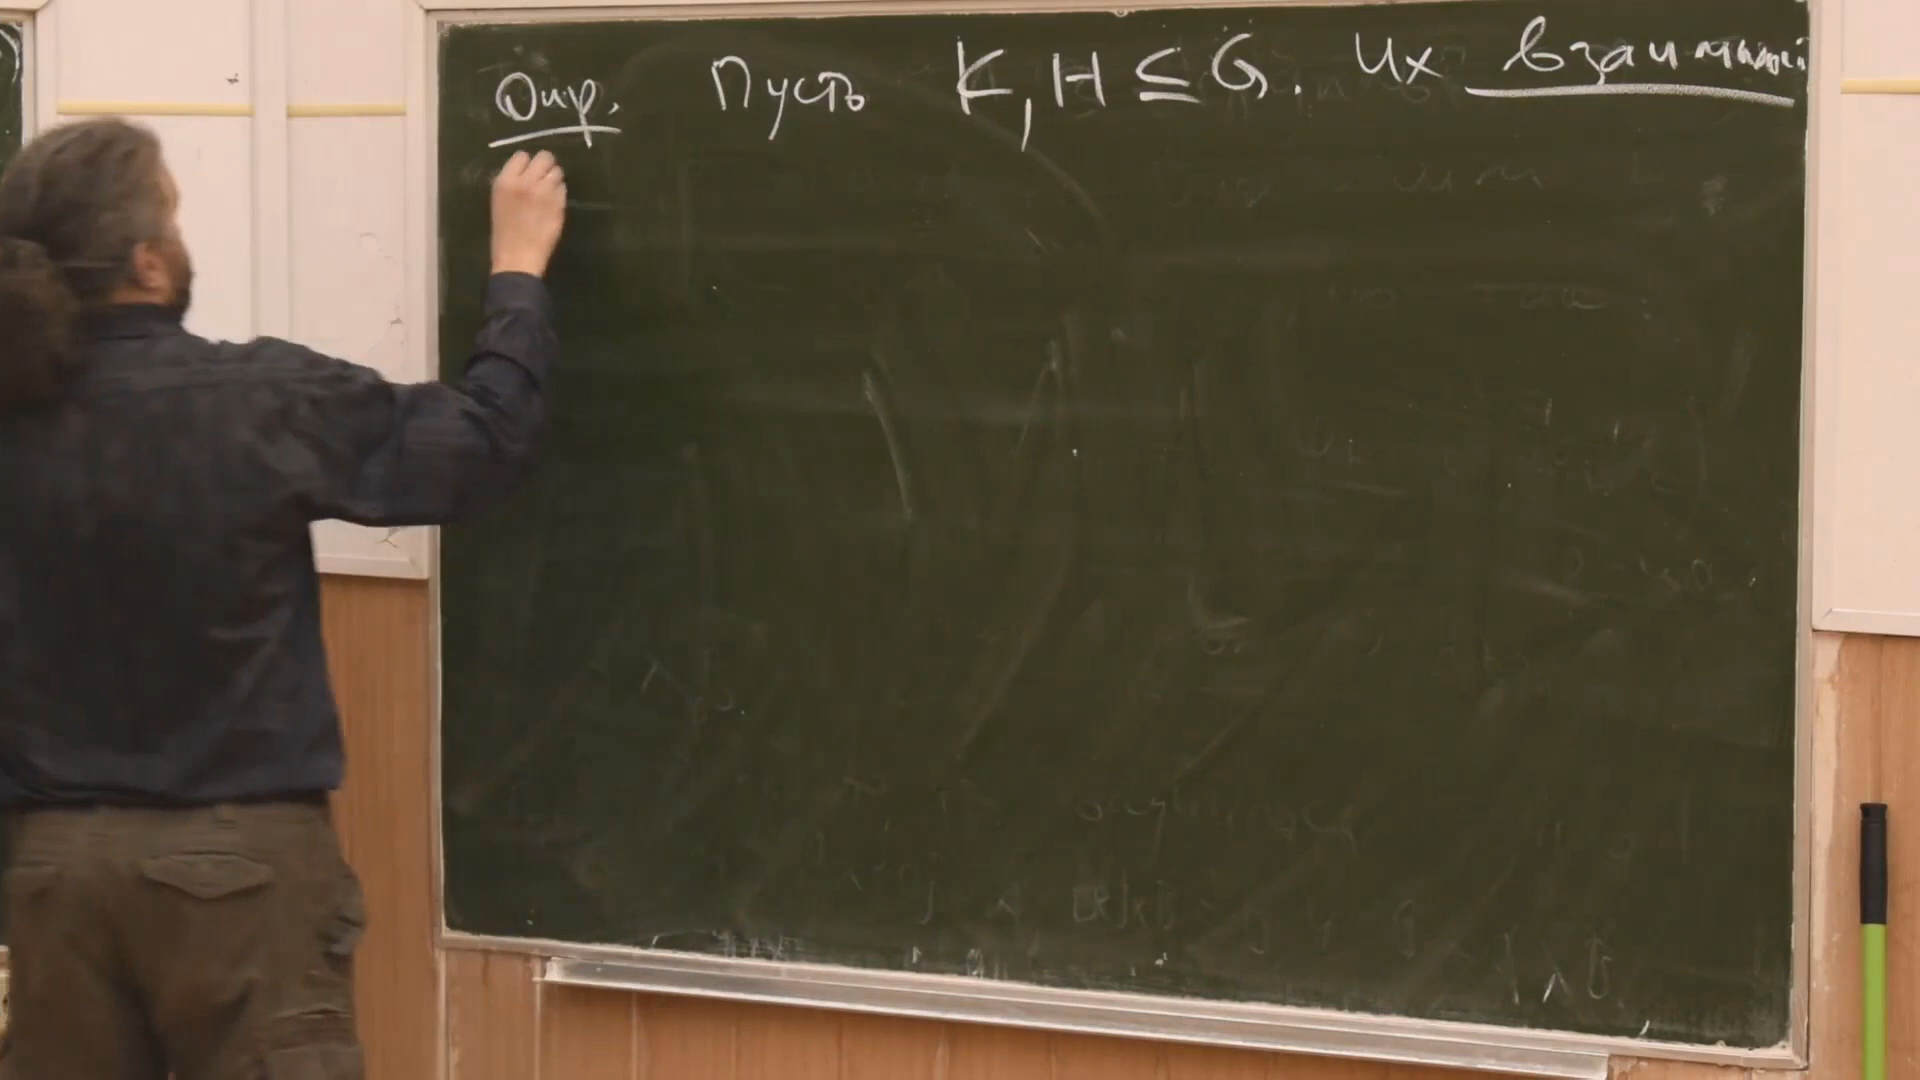 Опр. Пусть K, H ⊆ G. Их взаимный